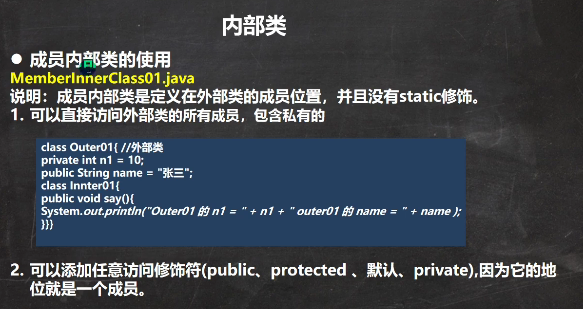 内部类
● 成员内部类的使用
MemberInnerClass01.java
说明：成员内部类是定义在外部类的成员位置，并且没有static修饰。
1. 可以直接访问外部类的所有成员，包含私有的
class Outer01{ //外部类
private int n1 = 10;
public String name = "张三";
class Innter01{
public void say(){
System.out.println("Outer01 的 n1 = " + n1 + " outer01 的 name = " + name );
}}}
2. 可以添加任意访问修饰符(public、protected 、默认、private),因为它的地
位就是一个成员。